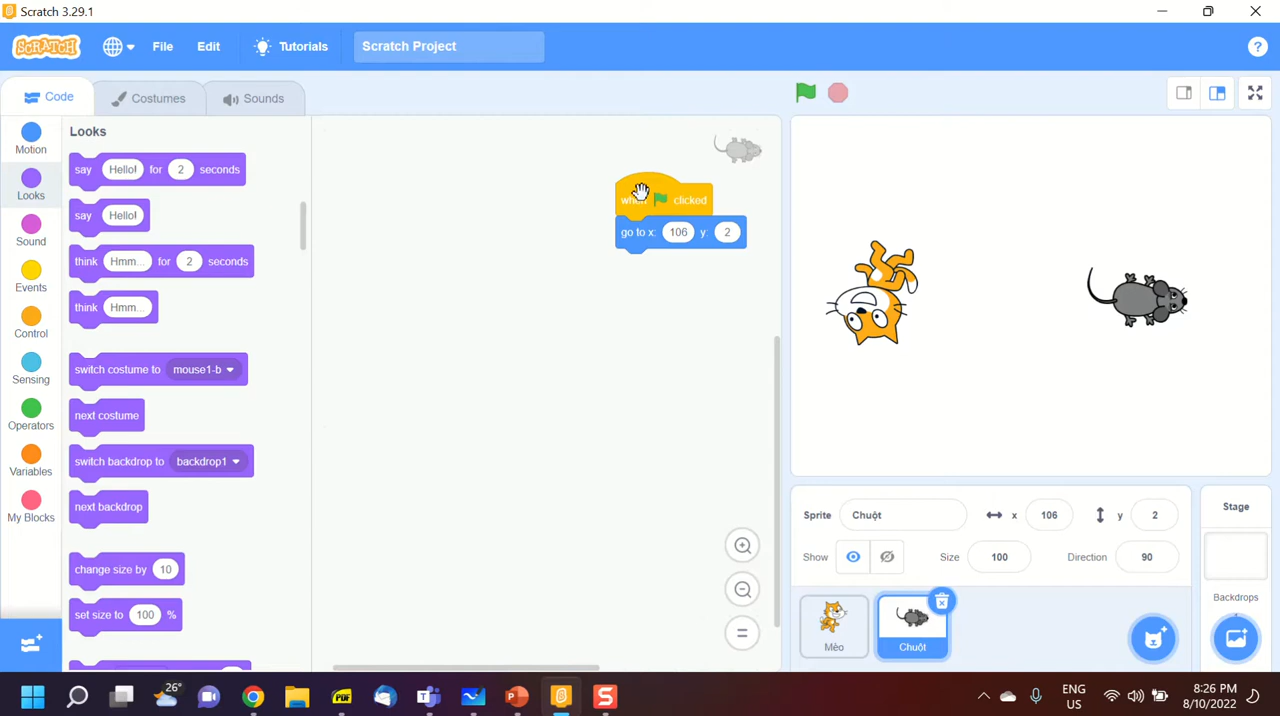 Scratch 3.29.1
SCRATCH File Edit Tutorials Scratch Project ?
Code Costumes Sounds
Motion
Looks
Sound
Events
Control
Sensing
Operators
Variables
My Blocks
Looks
say Hello! for 2 seconds
say Hello!
think Hmm... for 2 seconds
think Hmm...
switch costume to mouse1-b
next costume
switch backdrop to backdrop1
next backdrop
change size by 10
set size to 100 %
when clicked
go to x: 106 y: 2
Sprite Chuột x 106 y 2
Show Size 100 Direction 90
Mèo
Chuột
Stage
Backdrops
26°
PDF
ENG
US
8:26 PM
8/10/2022